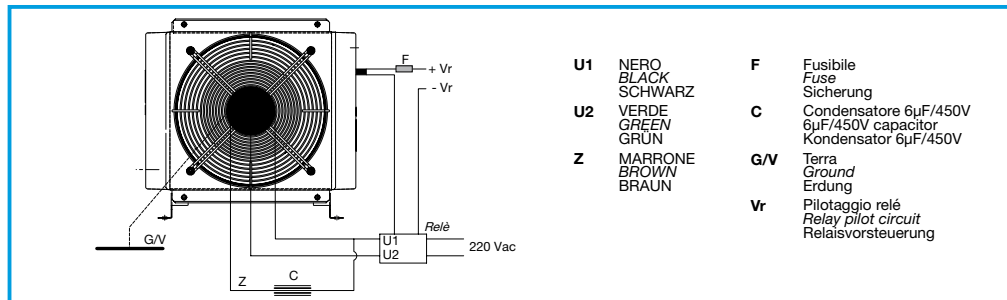 F
+ Vr
- Vr
G/V
U1
U2
Relè
220 Vac
Z
C
U1 NERO
BLACK
SCHWARZ
U2 VERDE
GREEN
GRÜN
Z MARRONE
BROWN
BRAUN
F Fusibile
Fuse
Sicherung
C Condensatore 6µF/450V
6µF/450V capacitor
Kondensator 6µF/450V
G/V Terra
Ground
Erdung
Vr Pilotaggio relé
Relay pilot circuit
Relaisvorsteuerung